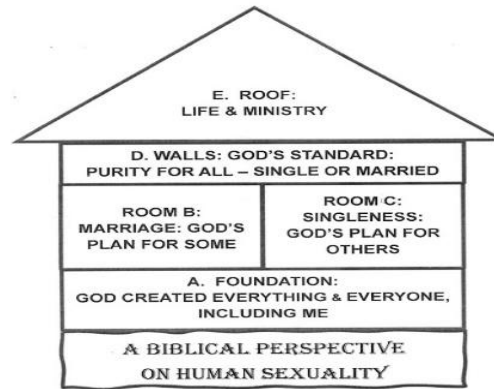 E. ROOF:
LIFE & MINISTRY
D. WALLS: GOD'S STANDARD:
PURITY FOR ALL – SINGLE OR MARRIED
ROOM B:
MARRIAGE: GOD'S
PLAN FOR SOME
ROOM C:
SINGLENESS:
GOD'S PLAN FOR
OTHERS
A. FOUNDATION:
GOD CREATED EVERYTHING & EVERYONE,
INCLUDING ME
A BIBLICAL PERSPECTIVE
ON HUMAN SEXUALITY